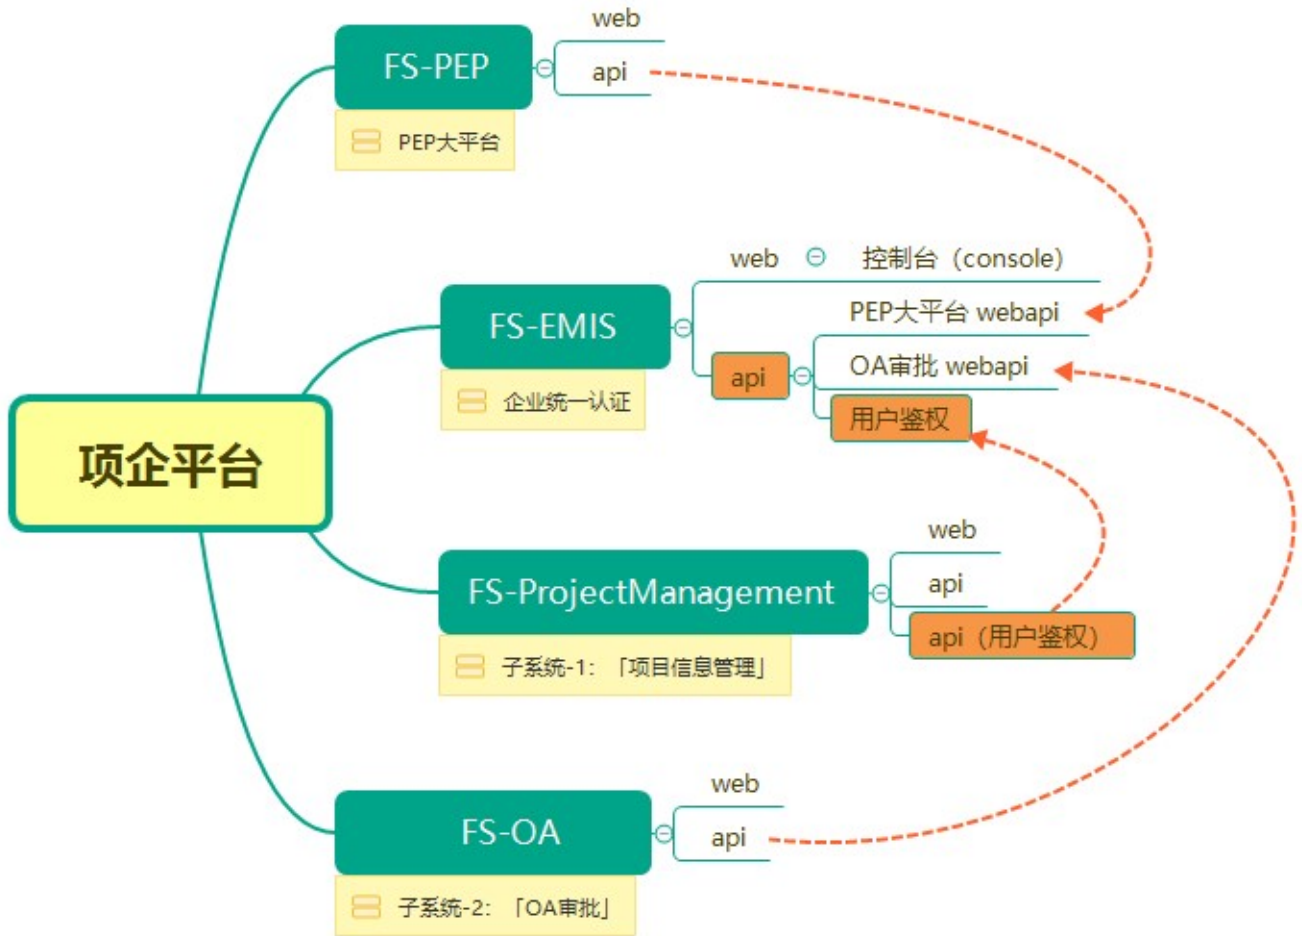 web
FS-PEP
api
PEP大平台
web
控制台（console）
PEP大平台 webapi
FS-EMIS
OA审批 webapi
api
企业统一认证
用户鉴权
项企平台
web
api
FS-ProjectManagement
api（用户鉴权）
子系统-1：「项目信息管理」
web
FS-OA
api
子系统-2：「OA审批」